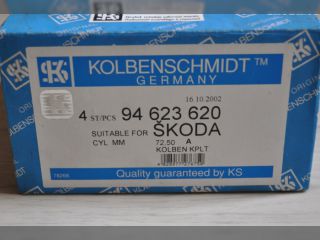 KS
KOLBENSCHMIDT™
GERMANY
16 10 2002
4 ST/PCS 94 623 620
SUITABLE FOR ŠKODA
CYL MM 72.50 A
KOLBEN KPLT
Quality guaranteed by KS